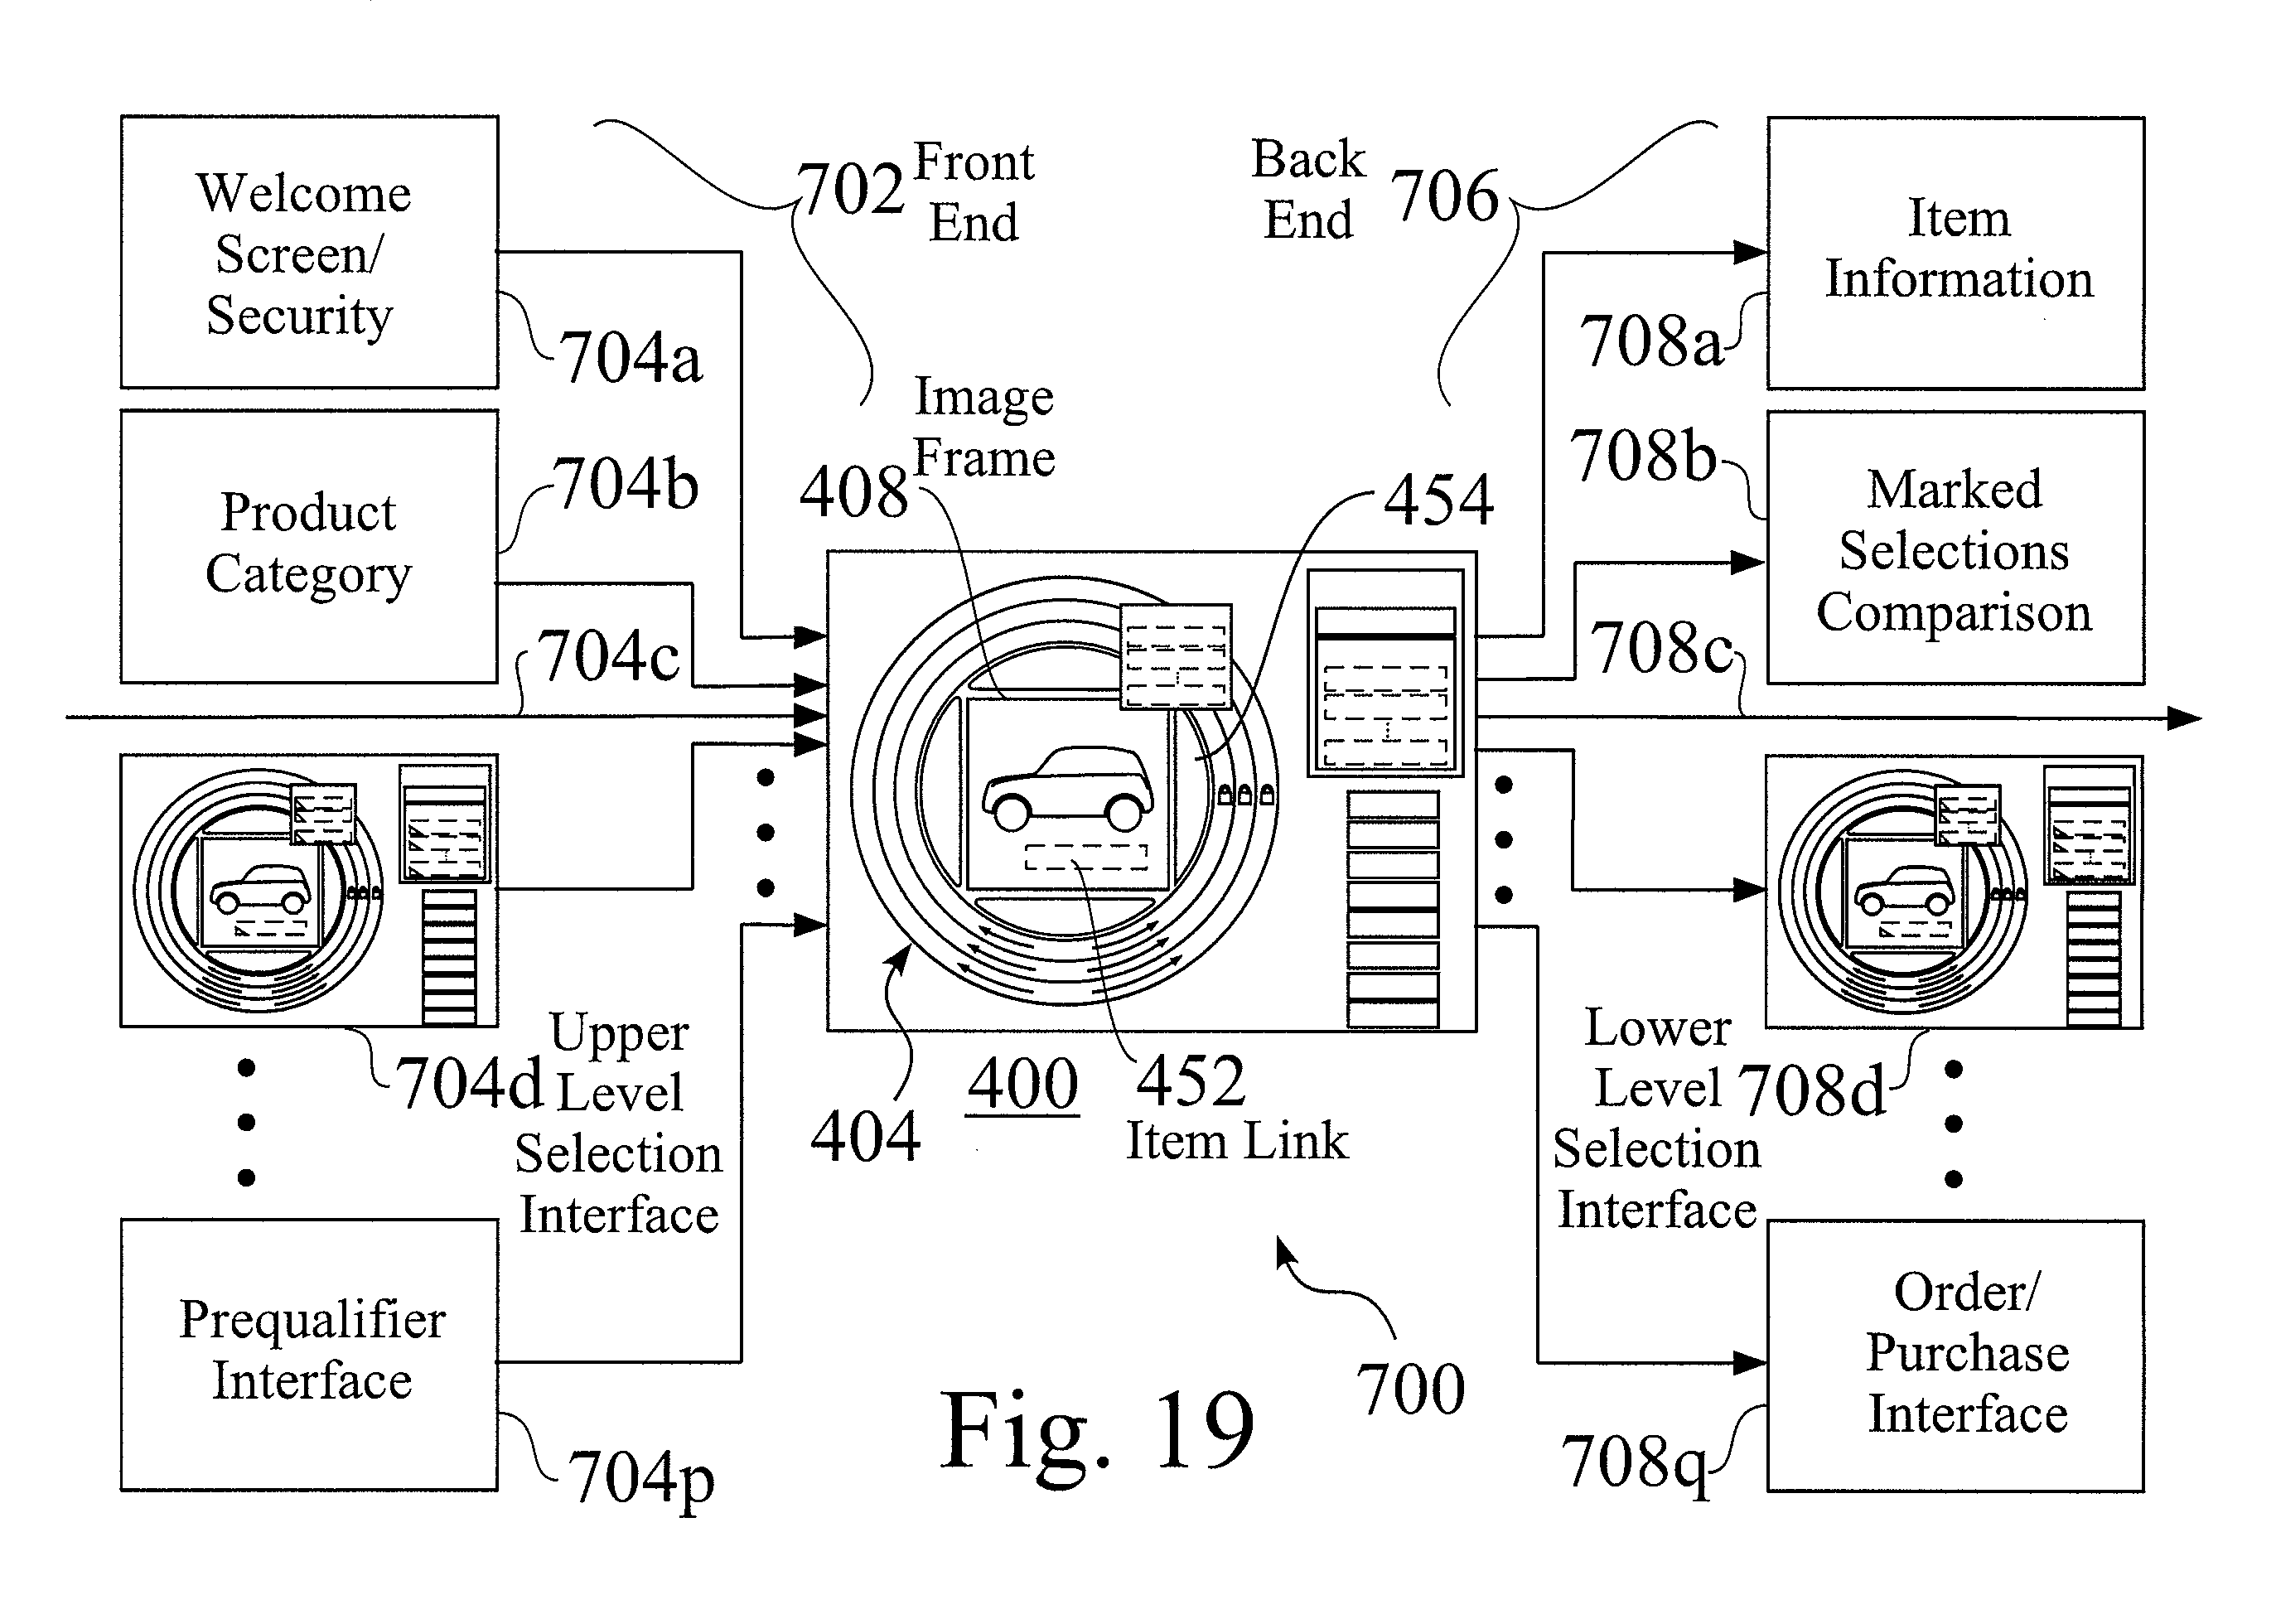 Welcome
Screen/
Security
704a
702 Front
End
Back
End
706
Item
Information
708a
Product
Category
704b
704c
Image
Frame
408
454
708b
Marked
Selections
Comparison
708c
704d
Upper
Level
Selection
Interface
404
400
452
Item Link
Lower
Level
Selection
Interface
708d
Prequalifier
Interface
704p
700
Order/
Purchase
Interface
708q
Fig. 19